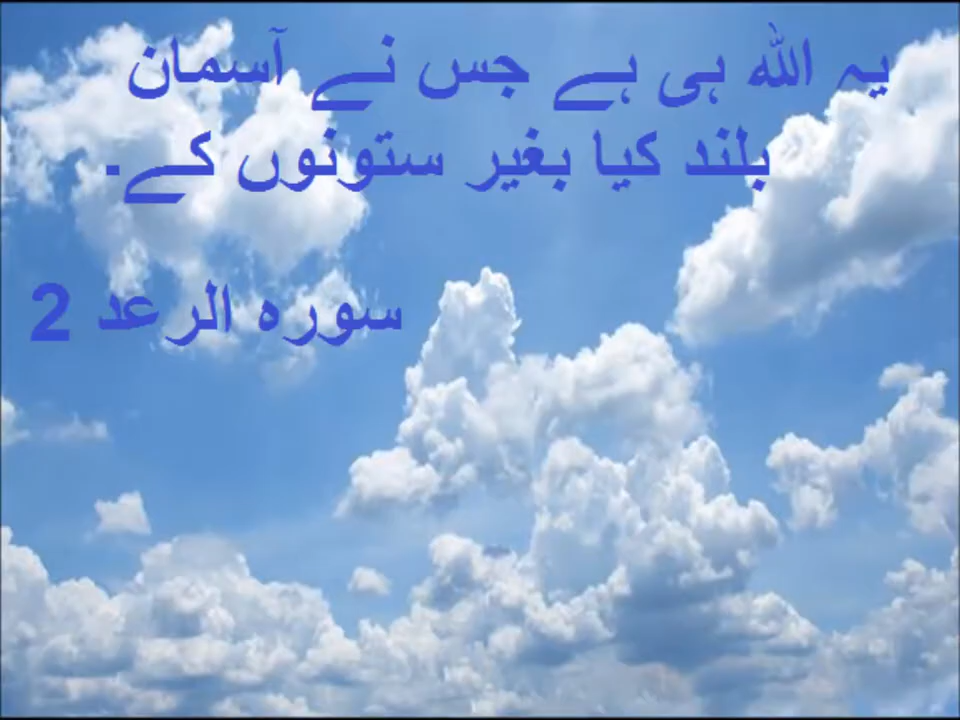 یہ اللہ ہی ہے جس نے آسمان
بلند کیا بغیر ستونوں کے۔
سورہ الرعد 2